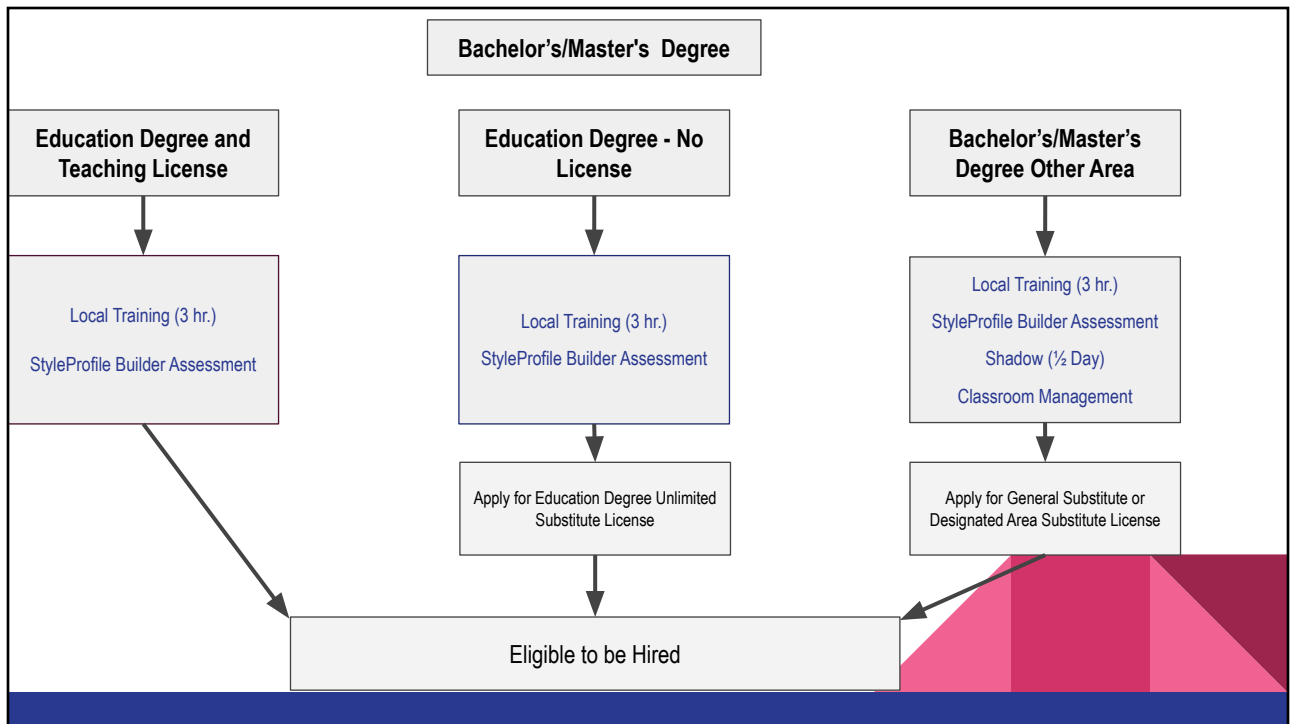 Bachelor's/Master's Degree
Education Degree and
Teaching License
Education Degree - No
License
Bachelor's/Master's
Degree Other Area
Local Training (3 hr.)
StyleProfile Builder Assessment
Local Training (3 hr.)
StyleProfile Builder Assessment
Local Training (3 hr.)
StyleProfile Builder Assessment
Shadow (½ Day)
Classroom Management
Apply for Education Degree Unlimited
Substitute License
Apply for General Substitute or
Designated Area Substitute License
Eligible to be Hired